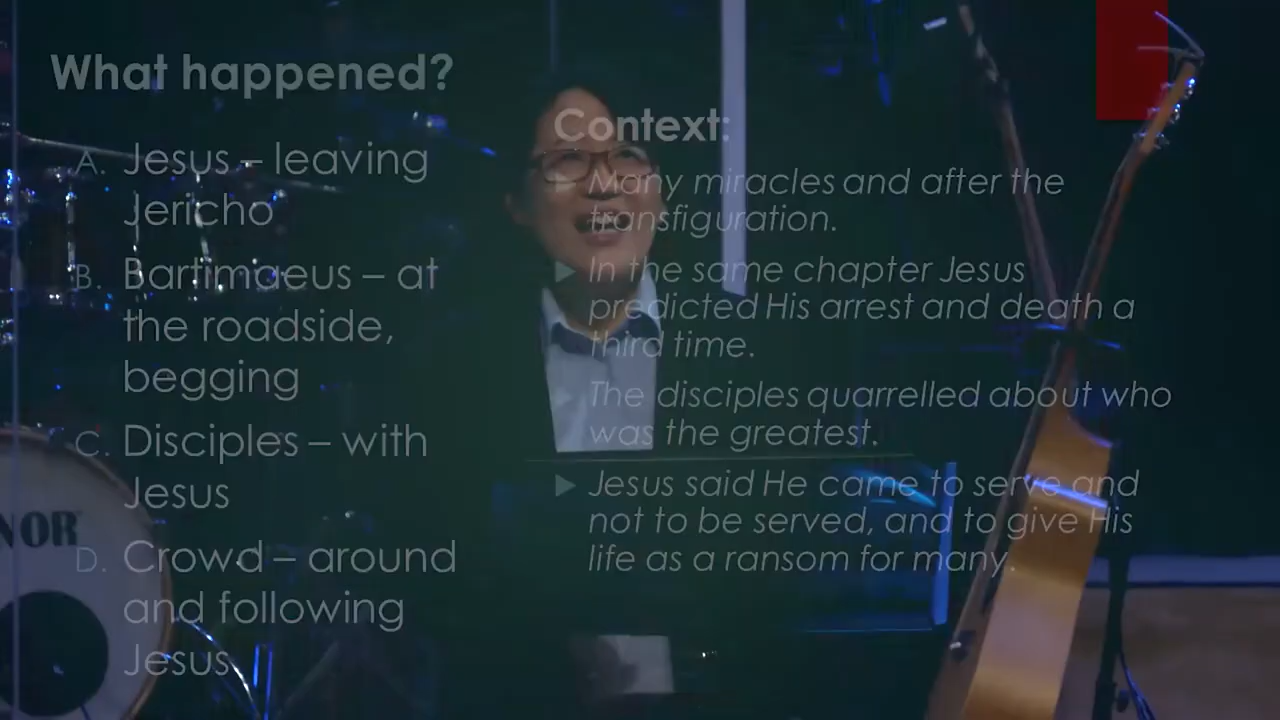 What happened?
A. Jesus – leaving
Jericho
B. Bartimaeus – at
the roadside,
begging
C. Disciples – with
Jesus
D. Crowd – around
and following
Jesus
Context:
Many miracles and after the
transfiguration.
In the same chapter Jesus
predicted His arrest and death a
third time.
The disciples quarrelled about who
was the greatest.
Jesus said He came to serve and
not to be served, and to give His
life as a ransom for many.
NOR